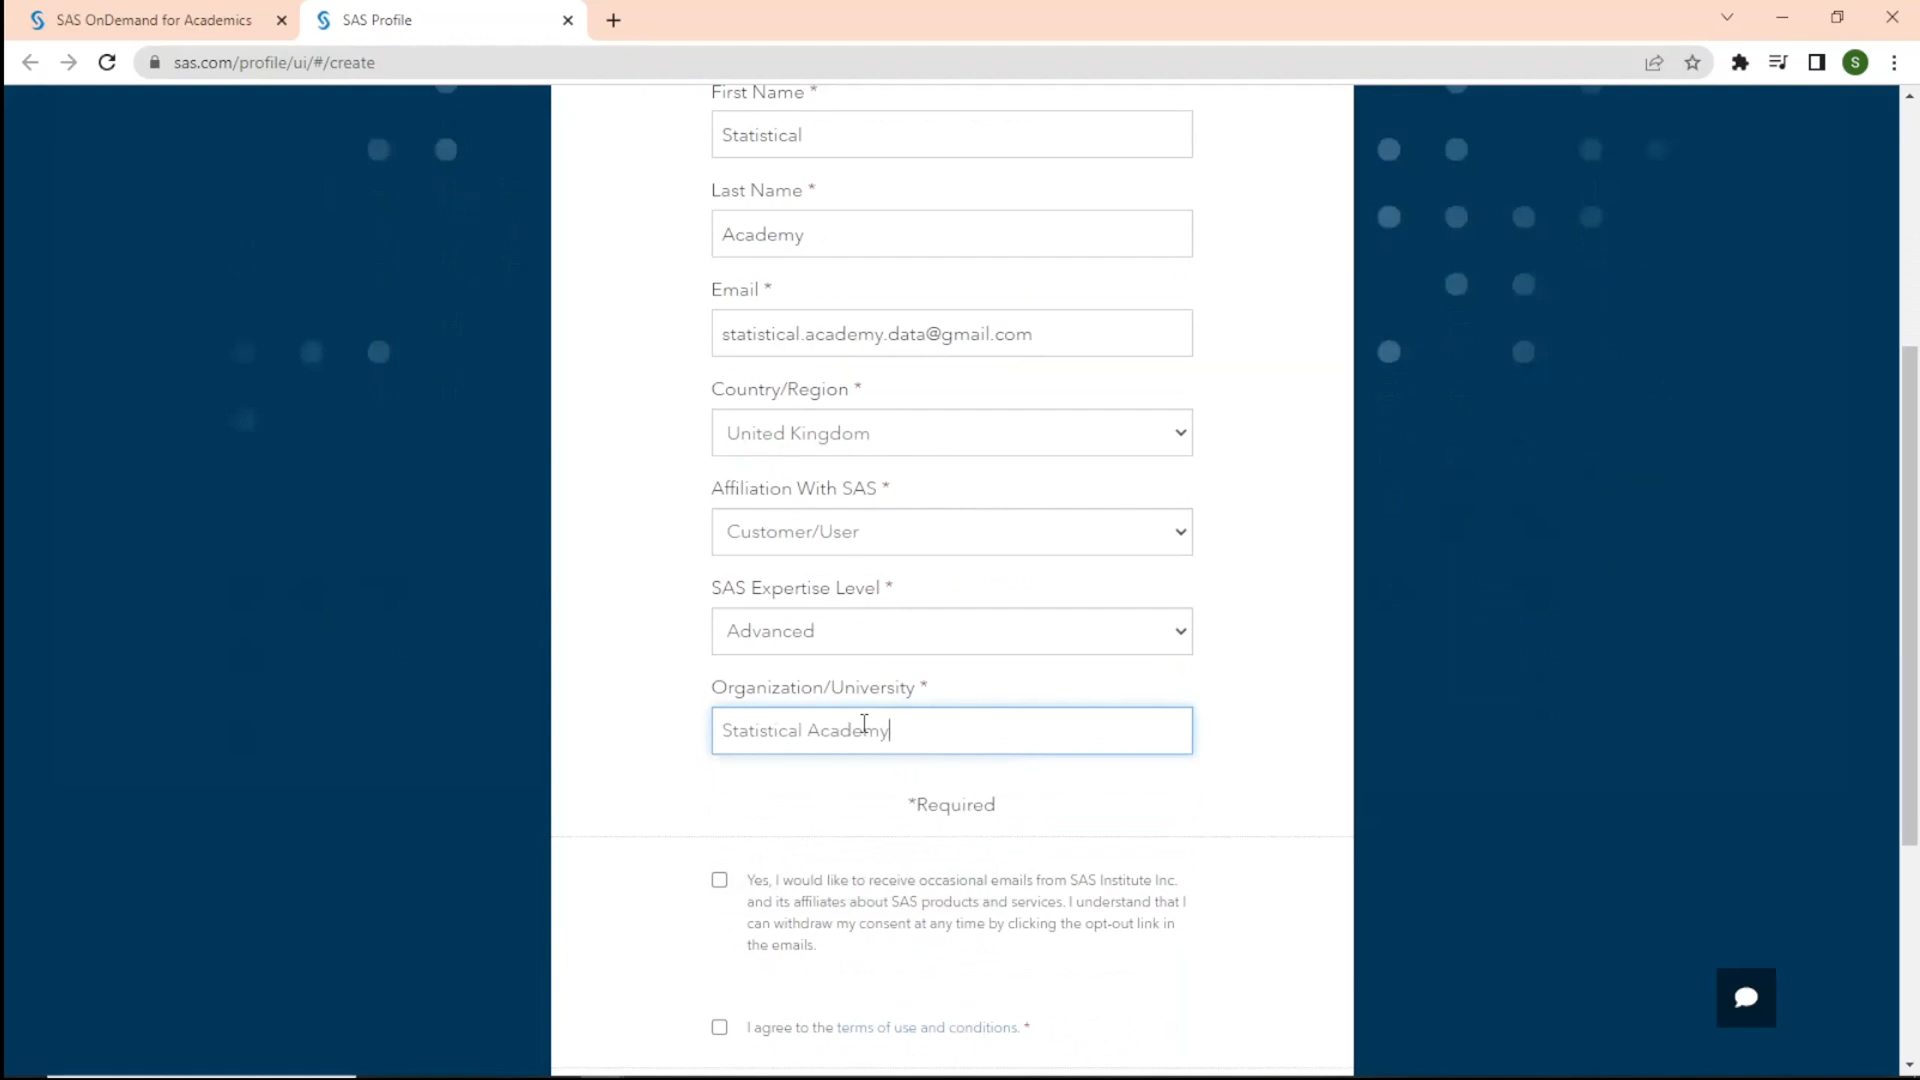 SAS OnDemand for Academics
SAS Profile
sas.com/profile/ui/#/create
S
First Name *
Statistical
Last Name *
Academy
Email *
statistical.academy.data@gmail.com
Country/Region *
United Kingdom
Affiliation With SAS *
Customer/User
SAS Expertise Level *
Advanced
Organization/University *
Statistical Academy
*Required
Yes, I would like to receive occasional emails from SAS Institute Inc.
and its affiliates about SAS products and services. I understand that I
can withdraw my consent at any time by clicking the opt-out link in
the emails.
I agree to the terms of use and conditions. *